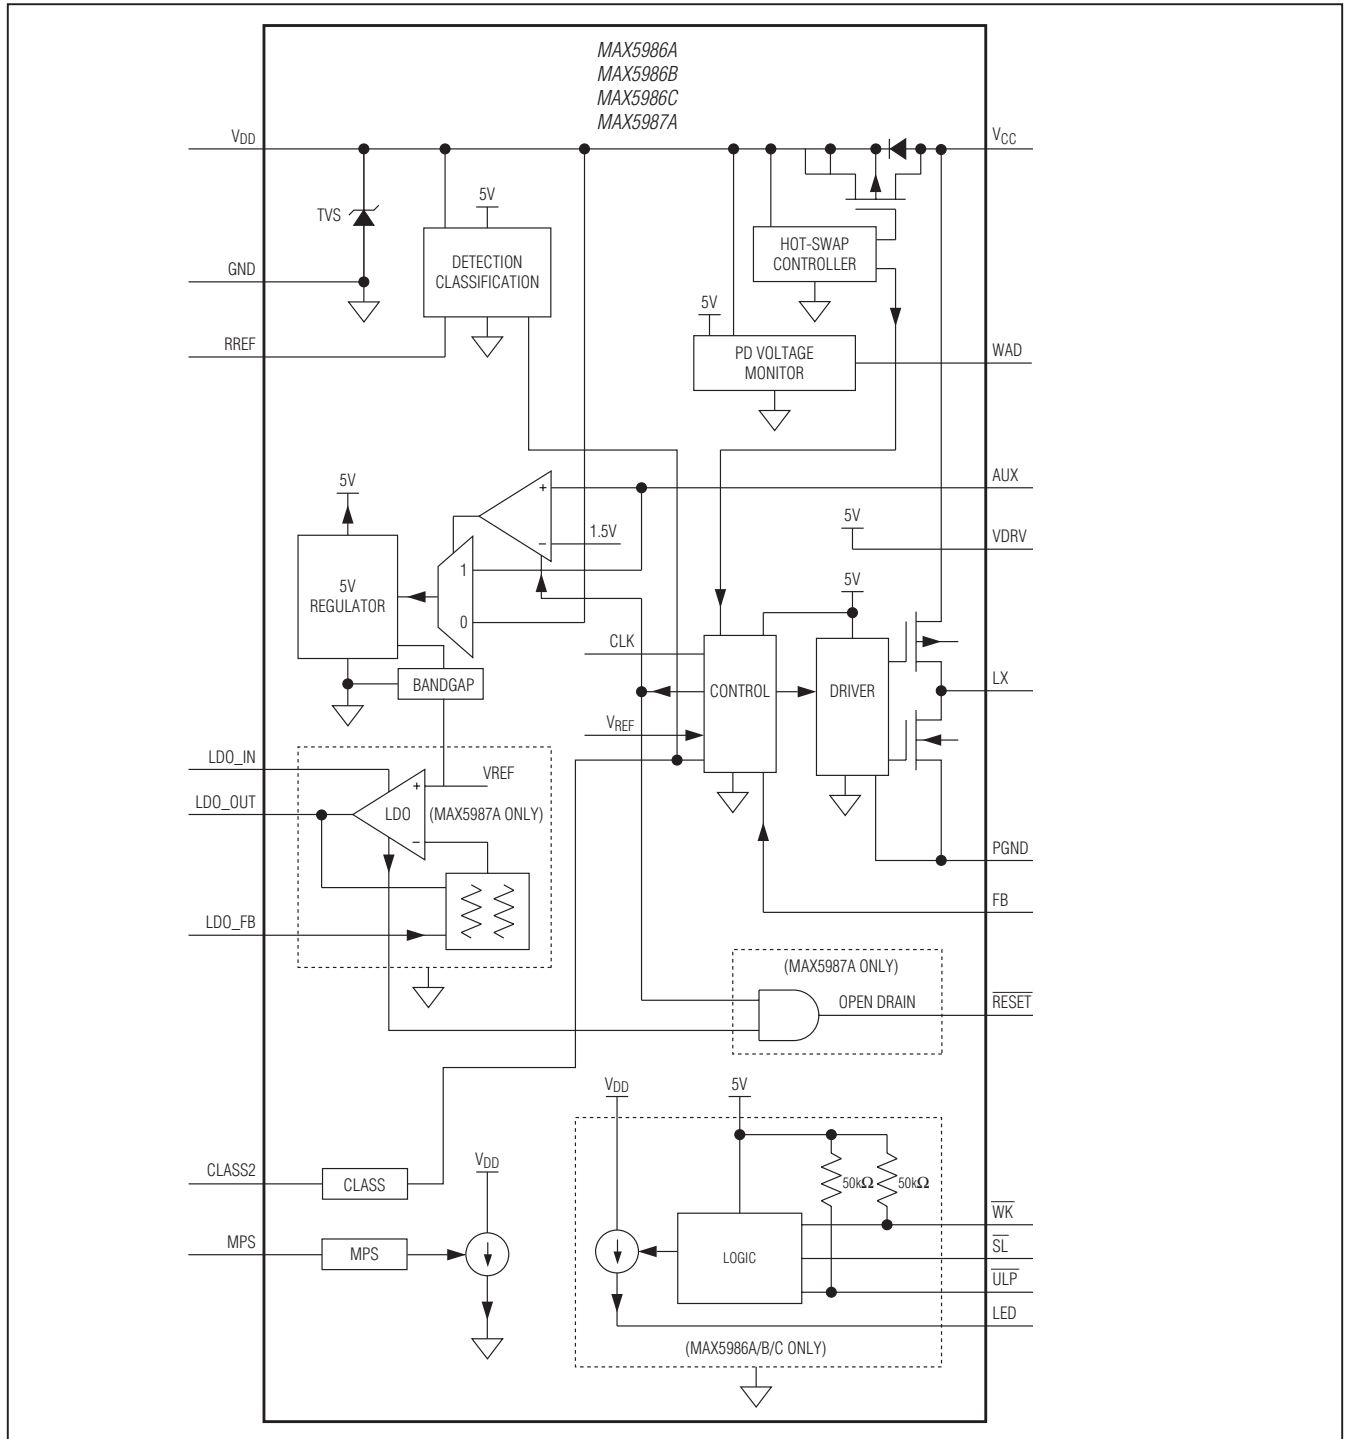 MAX5986A
MAX5986B
MAX5986C
MAX5987A
VDD
VCC
5V
TVS
DETECTION
CLASSIFICATION
HOT-SWAP
CONTROLLER
GND
5V
RREF
PD VOLTAGE
MONITOR
WAD
5V
+
AUX
1.5V
−
5V
VDRV
1
5V
REGULATOR
5V
0
CLK
BANDGAP
CONTROL
DRIVER
LX
VREF
LDO_IN
+
VREF
LDO_OUT
LDO
(MAX5987A ONLY)
−
PGND
FB
LDO_FB
(MAX5987A ONLY)
OPEN DRAIN
RESET
VDD
5V
CLASS2
CLASS
VDD
50kΩ
50kΩ
WK
MPS
MPS
LOGIC
SL
ULP
LED
(MAX5986A/B/C ONLY)